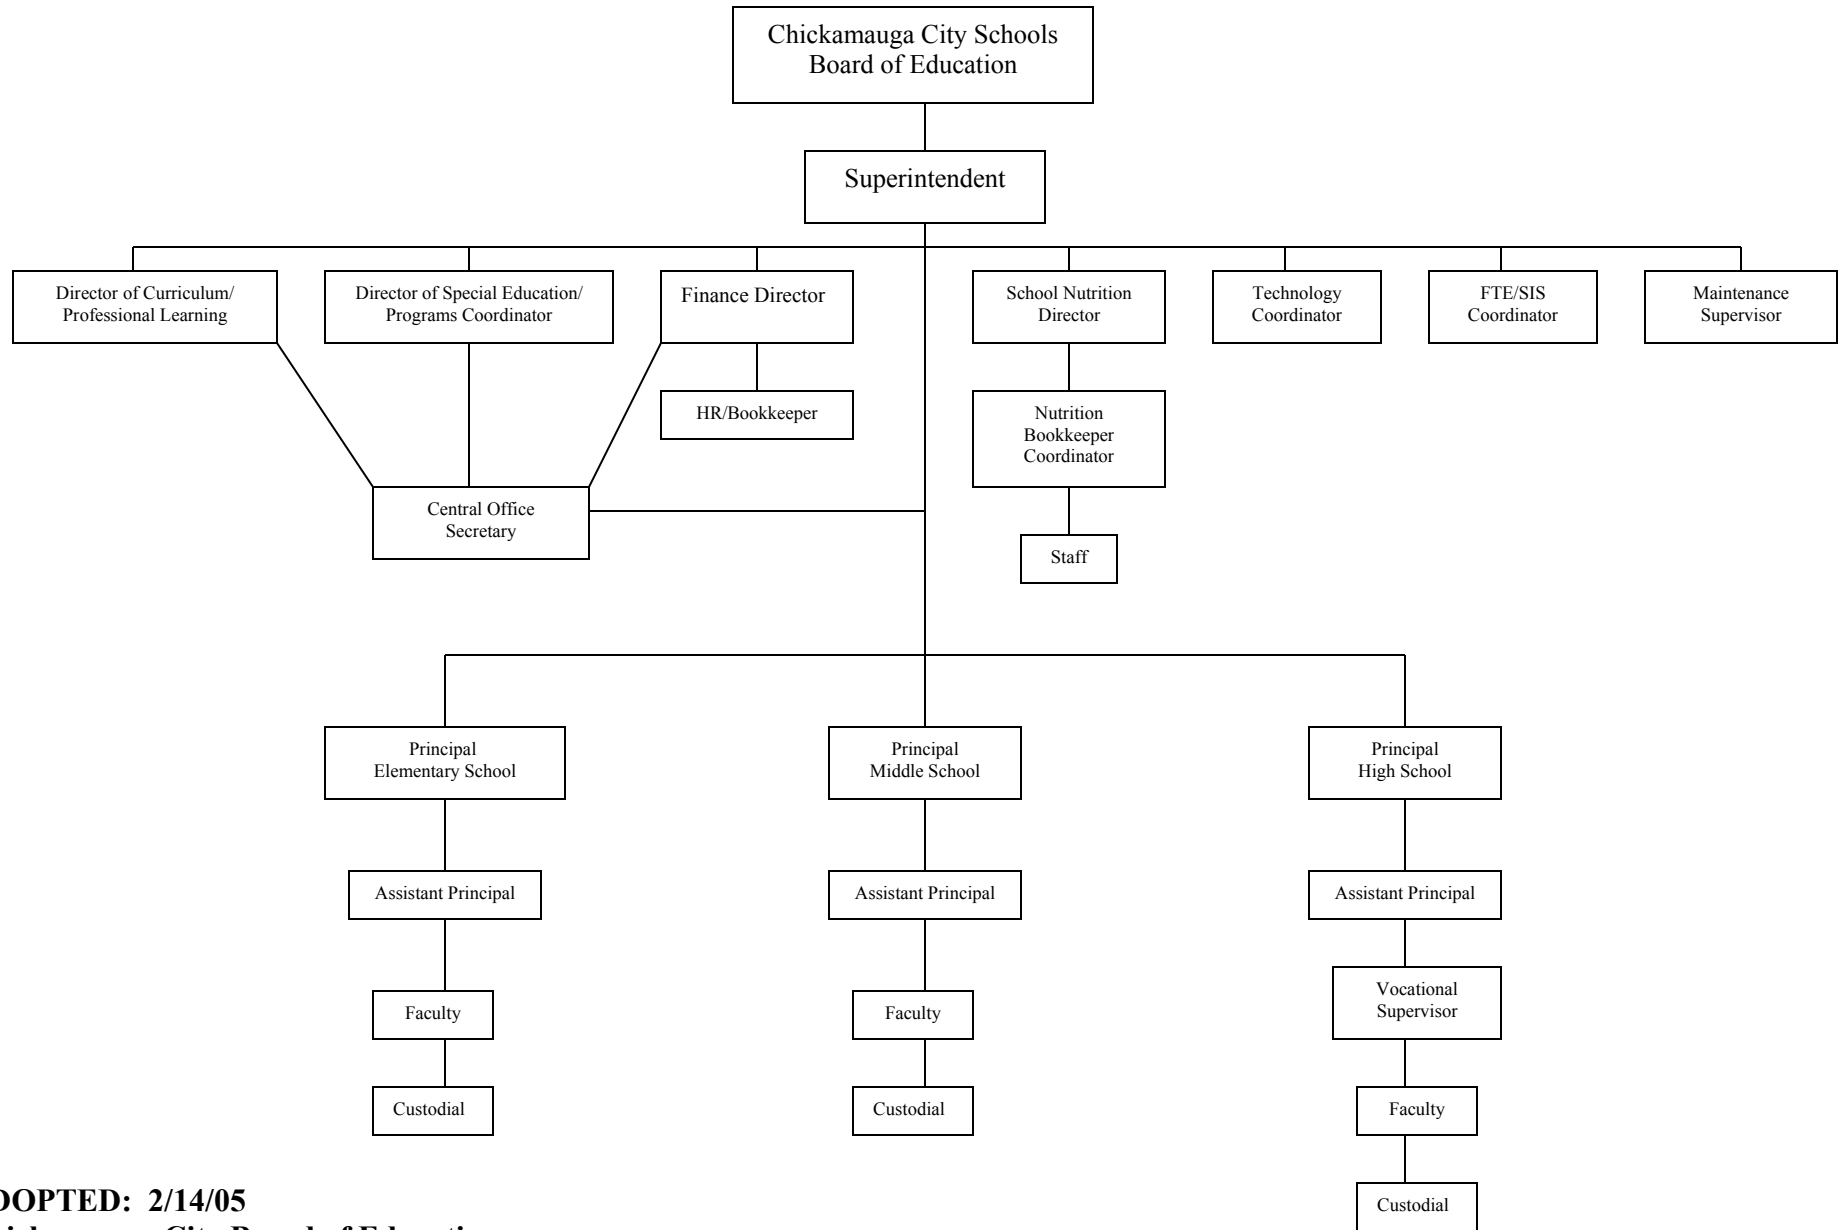 Chickamauga City Schools
Board of Education
Superintendent
Director of Curriculum/
Professional Learning
Director of Special Education/
Programs Coordinator
Finance Director
School Nutrition
Director
Technology
Coordinator
FTE/SIS
Coordinator
Maintenance
Supervisor
HR/Bookkeeper
Nutrition
Bookkeeper
Coordinator
Central Office
Secretary
Staff
Principal
Elementary School
Principal
Middle School
Principal
High School
Assistant Principal
Assistant Principal
Assistant Principal
Vocational
Supervisor
Faculty
Faculty
Custodial
Custodial
Faculty
Custodial
DOPTED: 2/14/05
City Board of